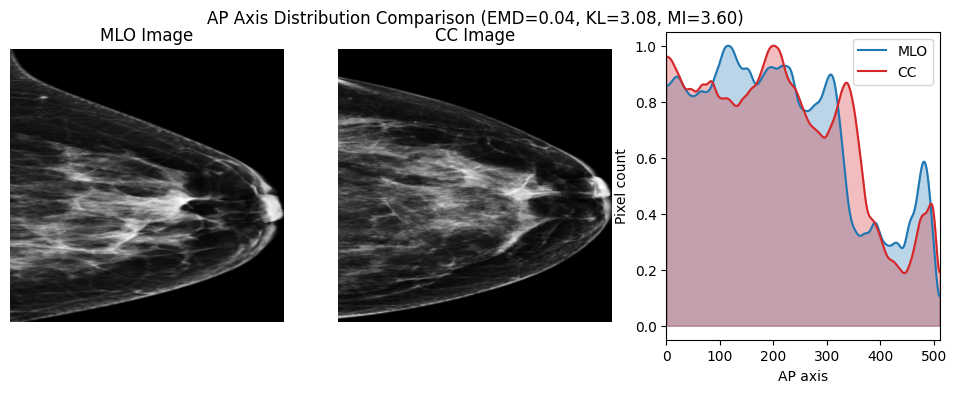 AP Axis Distribution Comparison (EMD=0.04, KL=3.08, MI=3.60)
MLO Image
CC Image
MLO
CC
1.0
0.8
0.6
0.4
0.2
0.0
Pixel count
0 100 200 300 400 500
AP axis